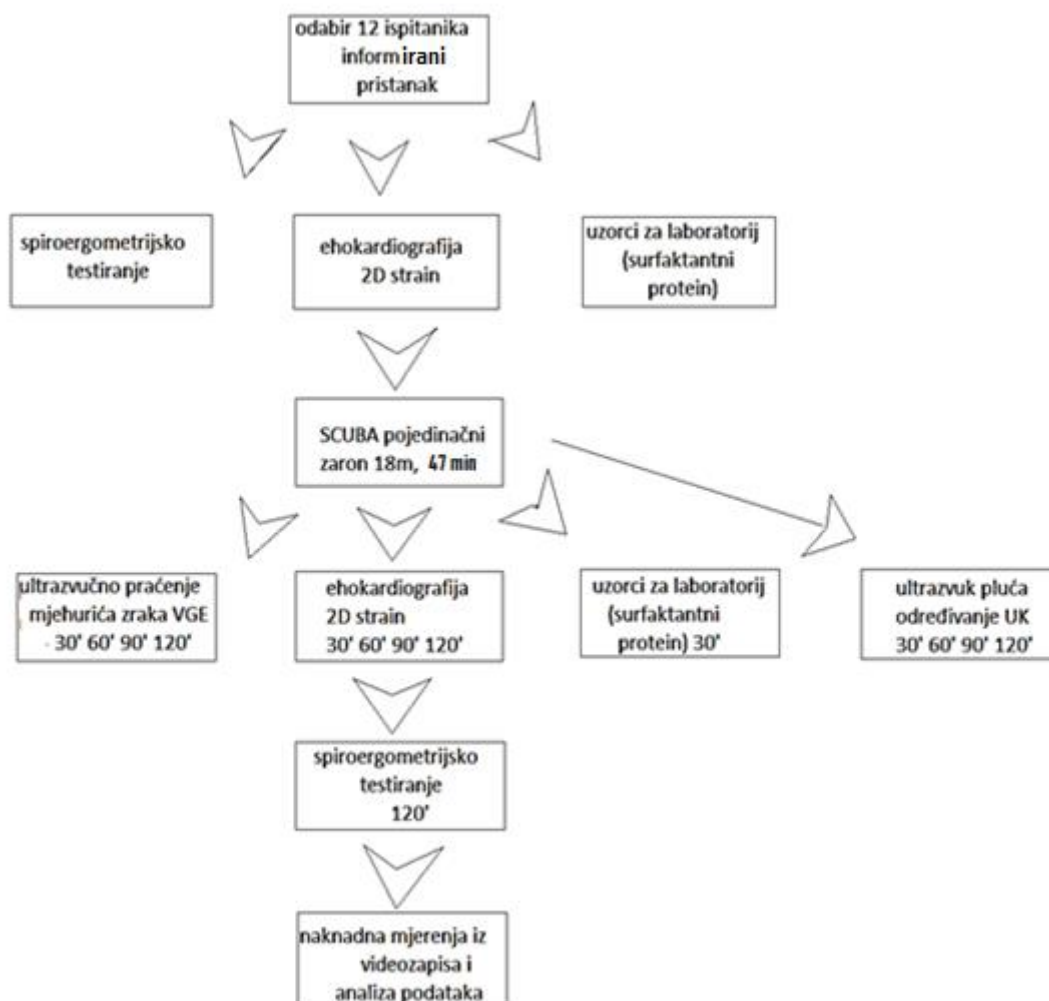 odabir 12 ispitanika
informirani
pristanak
spiroergometrijsko
testiranje
ehokardiografija
2D strain
uzorci za laboratorij
(surfaktantni
protein)
SCUBA pojedinačni
zaron 18m, 47 min
ultrazvučno praćenje
mjehurića zraka VGE
- 30' 60' 90' 120'
ehokardiografija
2D strain
30' 60' 90' 120'
uzorci za laboratorij
(surfaktantni
protein) 30'
ultrazvuk pluća
određivanje UK
30' 60' 90' 120'
spiroergometrijsko
testiranje
120'
naknadna mjerenja iz
videozapisa i
analiza podataka